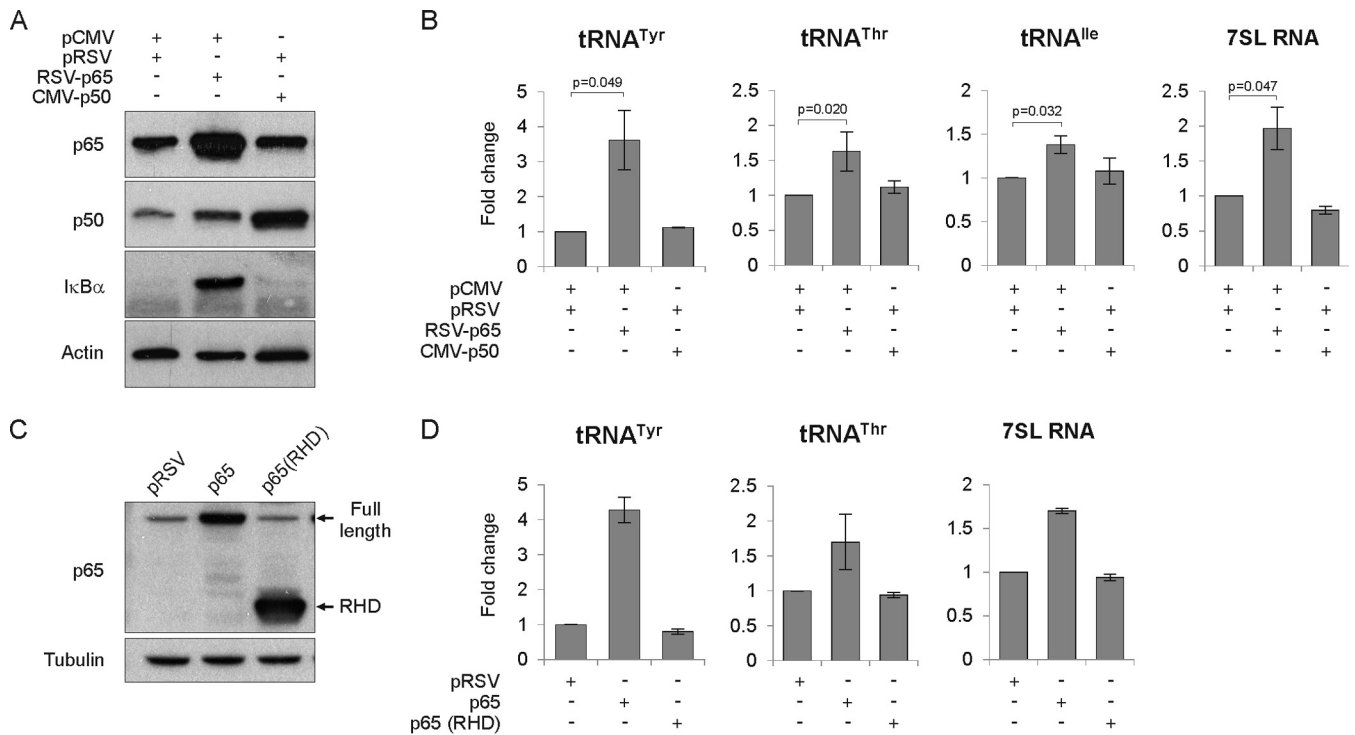 A
pCMV + + -
pRSV + - +
RSV-p65 - + -
CMV-p50 - - +
p65
p50
IκBα
Actin
B
tRNATyr
p=0.049
Fold change
5
4
3
2
1
0
tRNAThr
p=0.020
2.5
2
1.5
1
0.5
0
tRNAIle
p=0.032
2
1.5
1
0.5
0
7SL RNA
p=0.047
2.5
2
1.5
1
0.5
0
pCMV + + - + + - + + - + + -
pRSV + - + + - + + - + + - +
RSV-p65 - + - - + - - + - - + -
CMV-p50 - - + - - + - - + - - +
C
pRSV
p65
p65(RHD)
Full
length
p65
RHD
Tubulin
D
tRNATyr
Fold change
5
4
3
2
1
0
tRNAThr
2.5
2
1.5
1
0.5
0
7SL RNA
2
1.5
1
0.5
0
pRSV + - - + - - + - -
p65 - + - - + - - + -
p65 (RHD) - - + - - + - - +